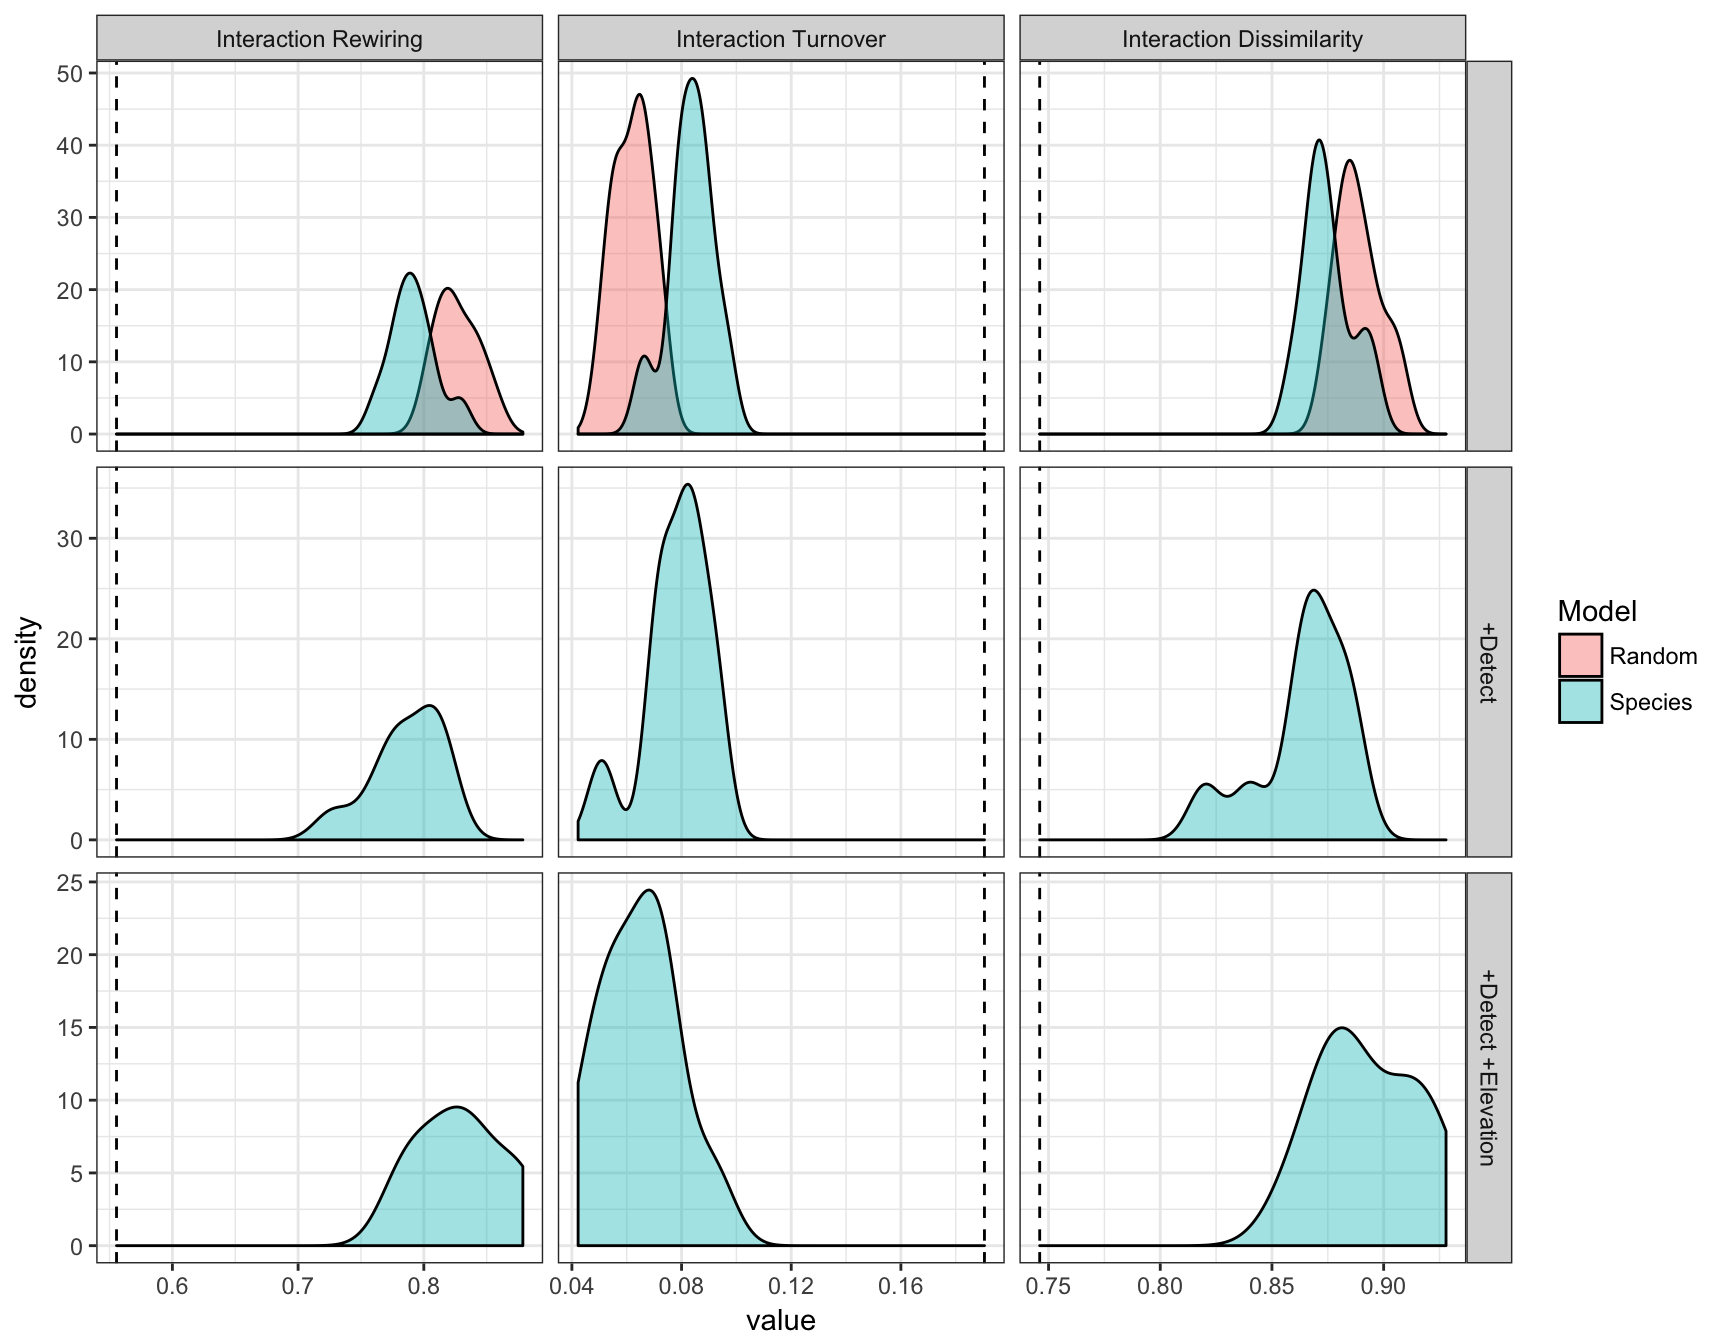 Interaction Rewiring
Interaction Turnover
Interaction Dissimilarity
50
40
30
20
10
0
30
20
10
0
25
20
15
10
5
0
density
+Detect
+Detect +Elevation
0.6 0.7 0.8
0.04 0.08 0.12 0.16
0.75 0.80 0.85 0.90
value
Model
Random
Species